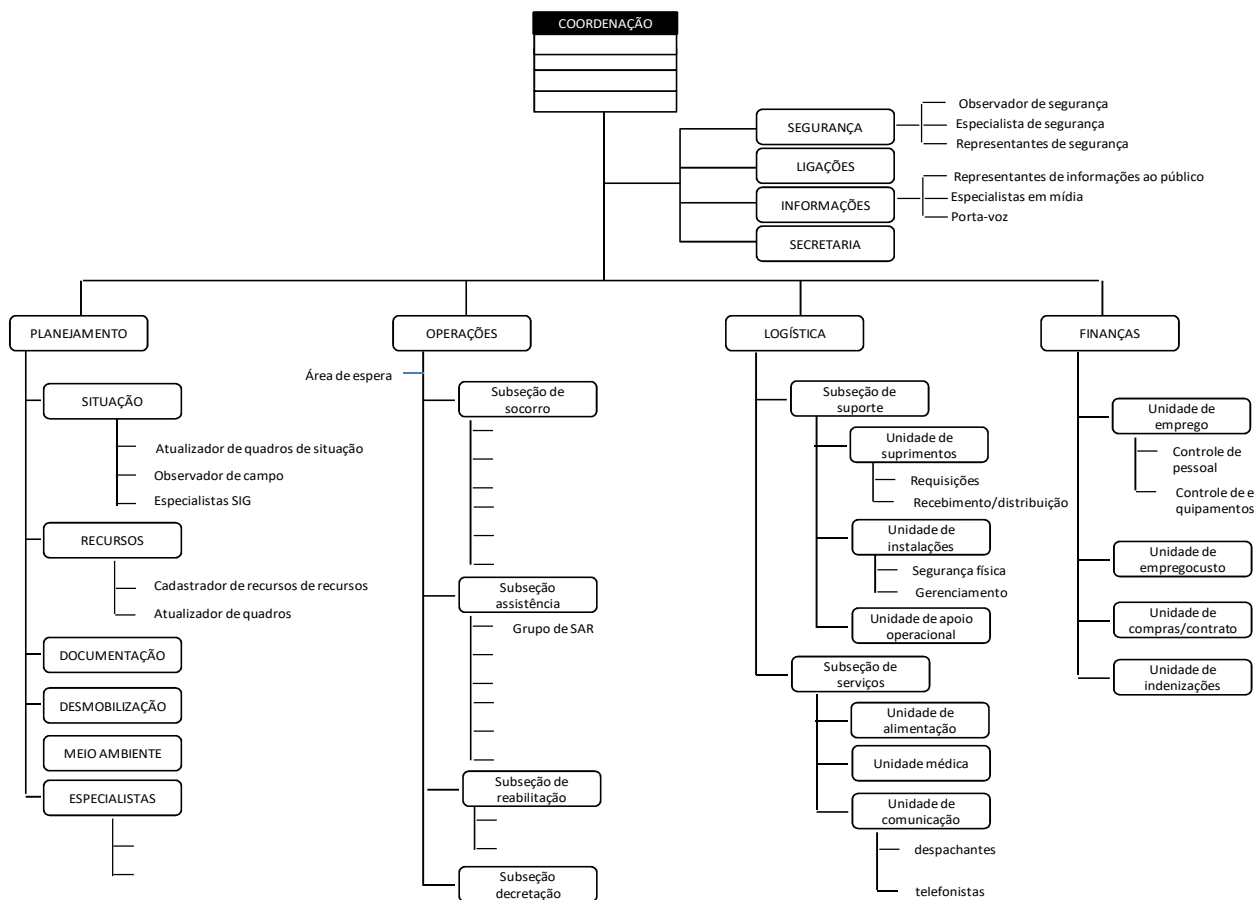 COORDENAÇÃO
SEGURANÇA
Observador de segurança
Especialista de segurança
Representantes de segurança
LIGAÇÕES
INFORMAÇÕES
Representantes de informações ao público
Especialistas em mídia
Porta-voz
SECRETARIA
PLANEJAMENTO
SITUAÇÃO
Atualizador de quadros de situação
Observador de campo
Especialistas SIG
RECURSOS
Cadastrador de recursos de recursos
Atualizador de quadros
DOCUMENTAÇÃO
DESMOBILIZAÇÃO
MEIO AMBIENTE
ESPECIALISTAS
OPERAÇÕES
Área de espera
Subseção de
socorro
Subseção
assistência
Grupo de SAR
Subseção de
reabilitação
Subseção
decretação
LOGÍSTICA
Subseção de
suporte
Unidade de
suprimentos
Requisições
Recebimento/distribuição
Unidade de
instalações
Segurança física
Gerenciamento
Unidade de apoio
operacional
Subseção de
serviços
Unidade de
alimentação
Unidade médica
Unidade de
comunicação
despachantes
telefonistas
FINANÇAS
Unidade de
emprego
Controle de
pessoal
Controle de e
quipamentos
Unidade de
empregocusto
Unidade de
compras/contrato
Unidade de
indenizações